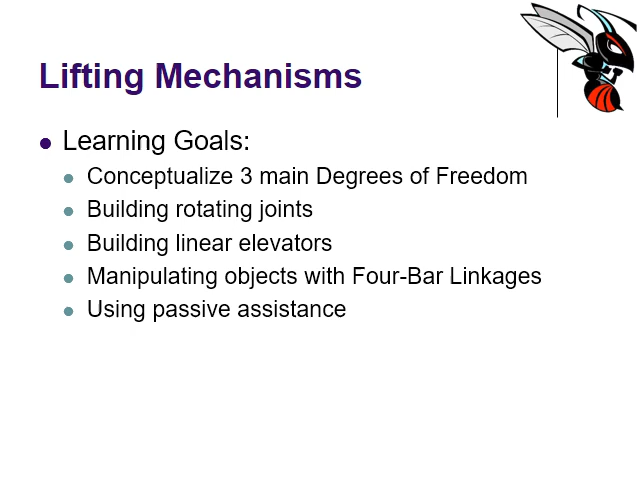 Lifting Mechanisms
Learning Goals:
Conceptualize 3 main Degrees of Freedom
Building rotating joints
Building linear elevators
Manipulating objects with Four-Bar Linkages
Using passive assistance